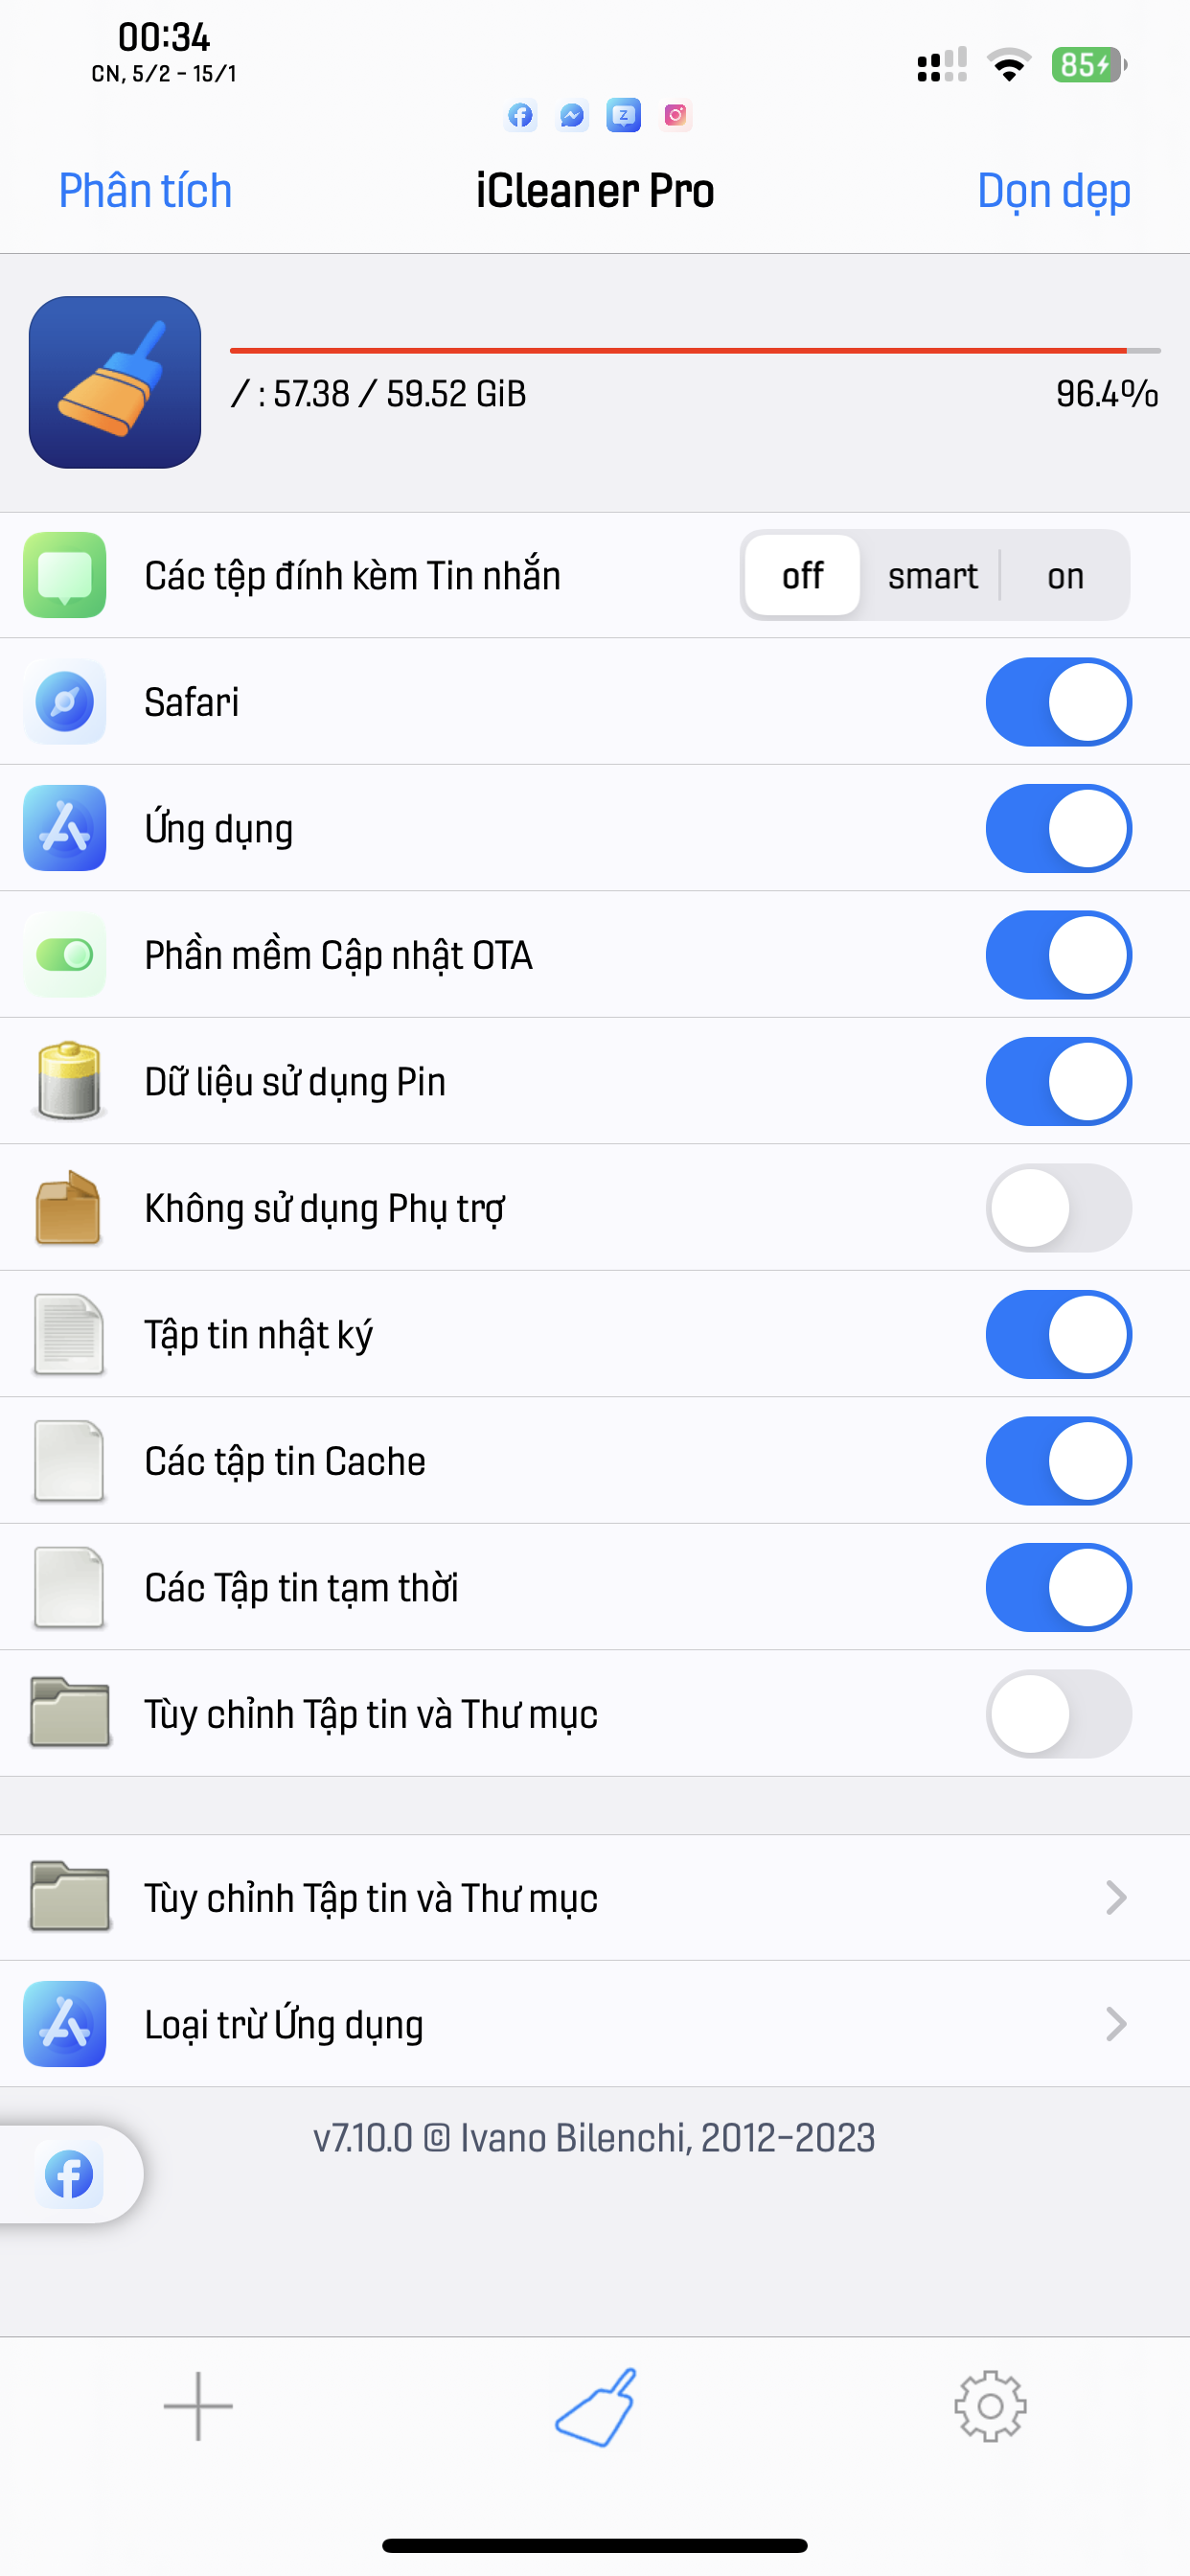 00:34
CN, 5/2 - 15/1
85
Z
Phân tích
iCleaner Pro
Dọn dẹp
/ : 57.38 / 59.52 GiB
96.4%
Các tệp đính kèm Tin nhắn
off
smart
on
Safari
Ứng dụng
Phần mềm Cập nhật OTA
Dữ liệu sử dụng Pin
Không sử dụng Phụ trợ
Tập tin nhật ký
Các tập tin Cache
Các Tập tin tạm thời
Tùy chỉnh Tập tin và Thư mục
Tùy chỉnh Tập tin và Thư mục
Loại trừ Ứng dụng
v7.10.0 © Ivano Bilenchi, 2012-2023